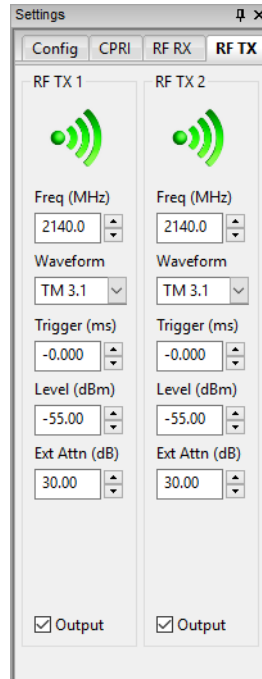 Settings
Config CPRI RF RX RF TX
RF TX 1 RF TX 2
Freq (MHz) Freq (MHz)
2140.0 2140.0
Waveform Waveform
TM 3.1 TM 3.1
Trigger (ms) Trigger (ms)
-0.000 -0.000
Level (dBm) Level (dBm)
-55.00 -55.00
Ext Attn (dB) Ext Attn (dB)
30.00 30.00
Output Output